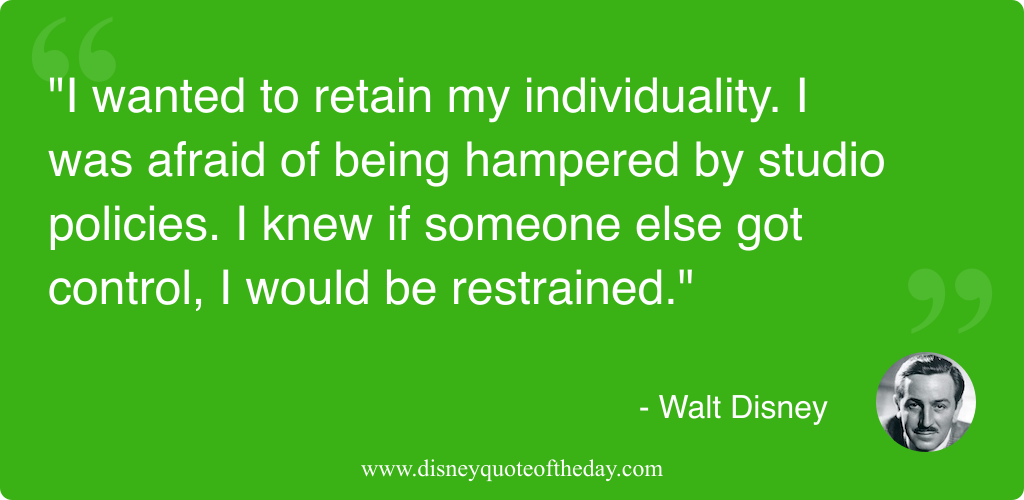 "I wanted to retain my individuality. I
was afraid of being hampered by studio
policies. I knew if someone else got
control, I would be restrained."
- Walt Disney
www.disneyquoteoftheday.com